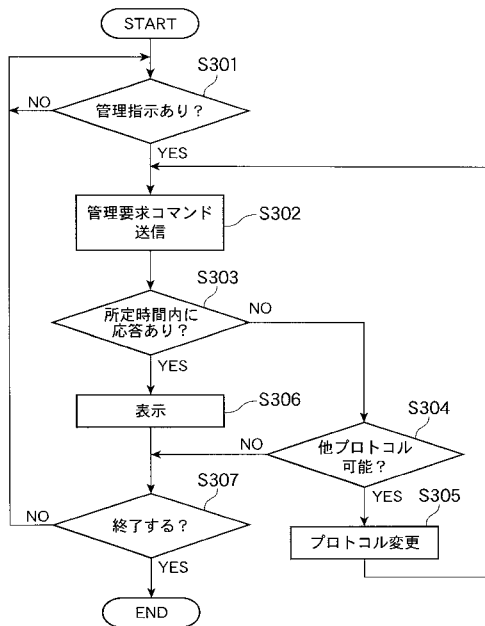 START
S301
管理指示あり？
NO
YES
管理要求コマンド
送信
S302
S303
所定時間内に
応答あり？
NO
YES
表示
S306
S304
他プロトコル
可能？
NO
YES
S305
プロトコル変更
S307
終了する？
NO
YES
END